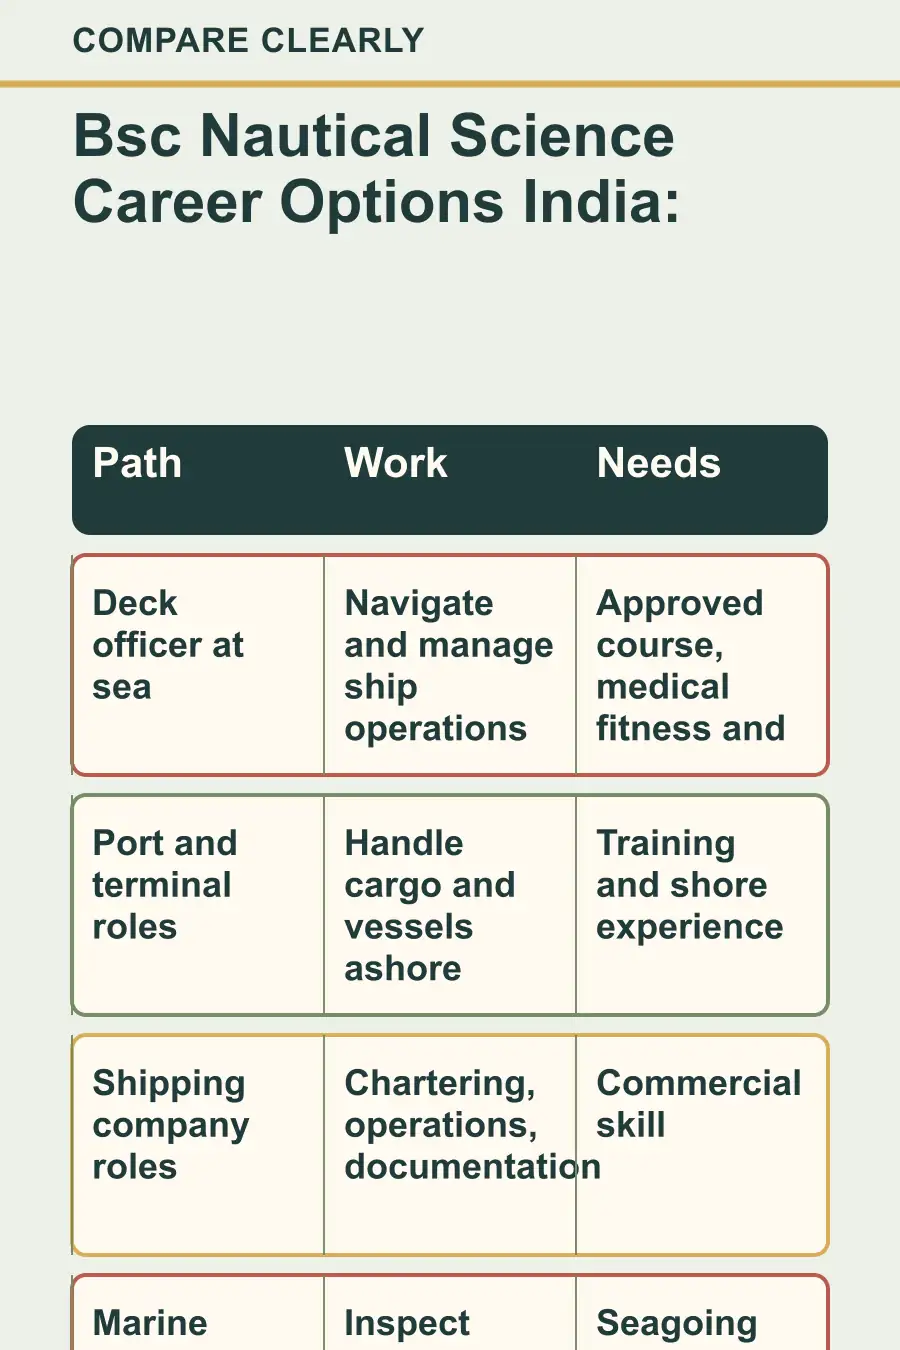 COMPARE CLEARLY
Bsc Nautical Science
Career Options India:
Path
Work
Needs
Deck
officer at
sea
Navigate
and manage
ship
operations
Approved
course,
medical
fitness and
Port and
terminal
roles
Handle
cargo and
vessels
ashore
Training
and shore
experience
Shipping
company
roles
Chartering,
operations,
documentation
Commercial
skill
Marine
Inspect
Seagoing